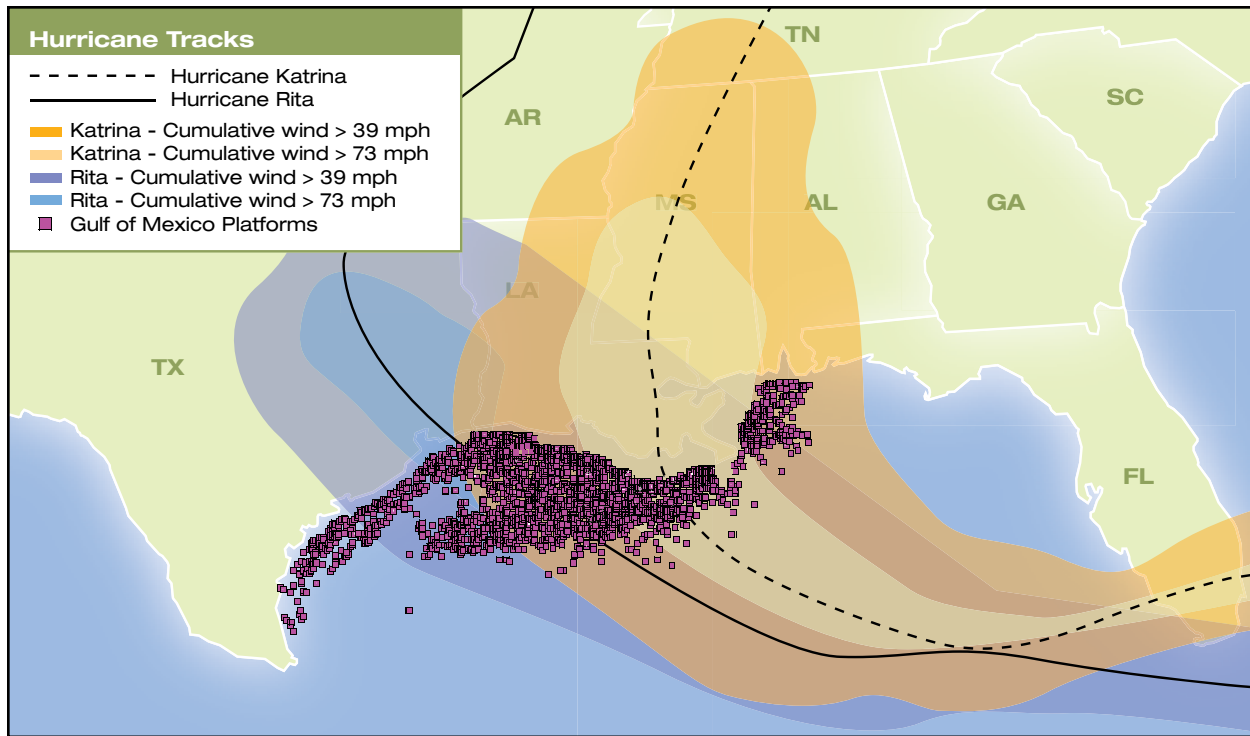 Hurricane Tracks
Hurricane Katrina
Hurricane Rita
Katrina - Cumulative wind > 39 mph
Katrina - Cumulative wind > 73 mph
Rita - Cumulative wind > 39 mph
Rita - Cumulative wind > 73 mph
Gulf of Mexico Platforms
TN
AR
SC
MS
AL
GA
LA
TX
FL